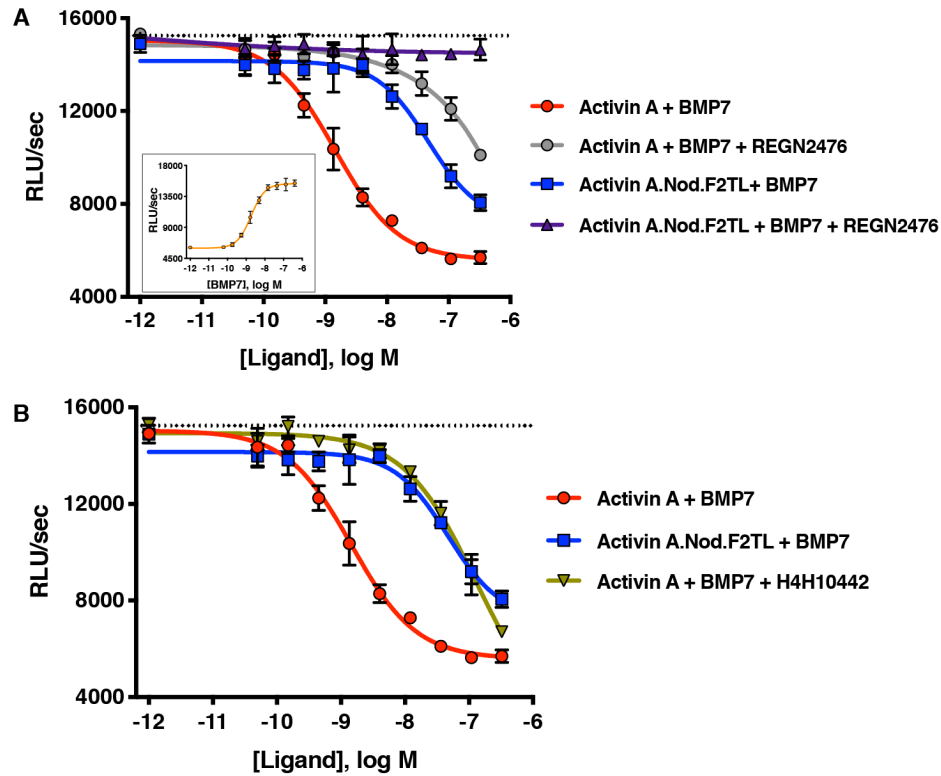 A
16000
12000
8000
4000
RLU/sec
-12 -11 -10 -9 -8 -7 -6
[Ligand], log M
18000
13500
9000
4500
RLU/sec
-12 -11 -10 -9 -8 -7 -6
[BMP7], log M
Activin A + BMP7
Activin A + BMP7 + REGN2476
Activin A.Nod.F2TL+ BMP7
Activin A.Nod.F2TL + BMP7 + REGN2476
B
16000
12000
8000
4000
RLU/sec
-12 -11 -10 -9 -8 -7 -6
[Ligand], log M
Activin A + BMP7
Activin A.Nod.F2TL + BMP7
Activin A + BMP7 + H4H10442